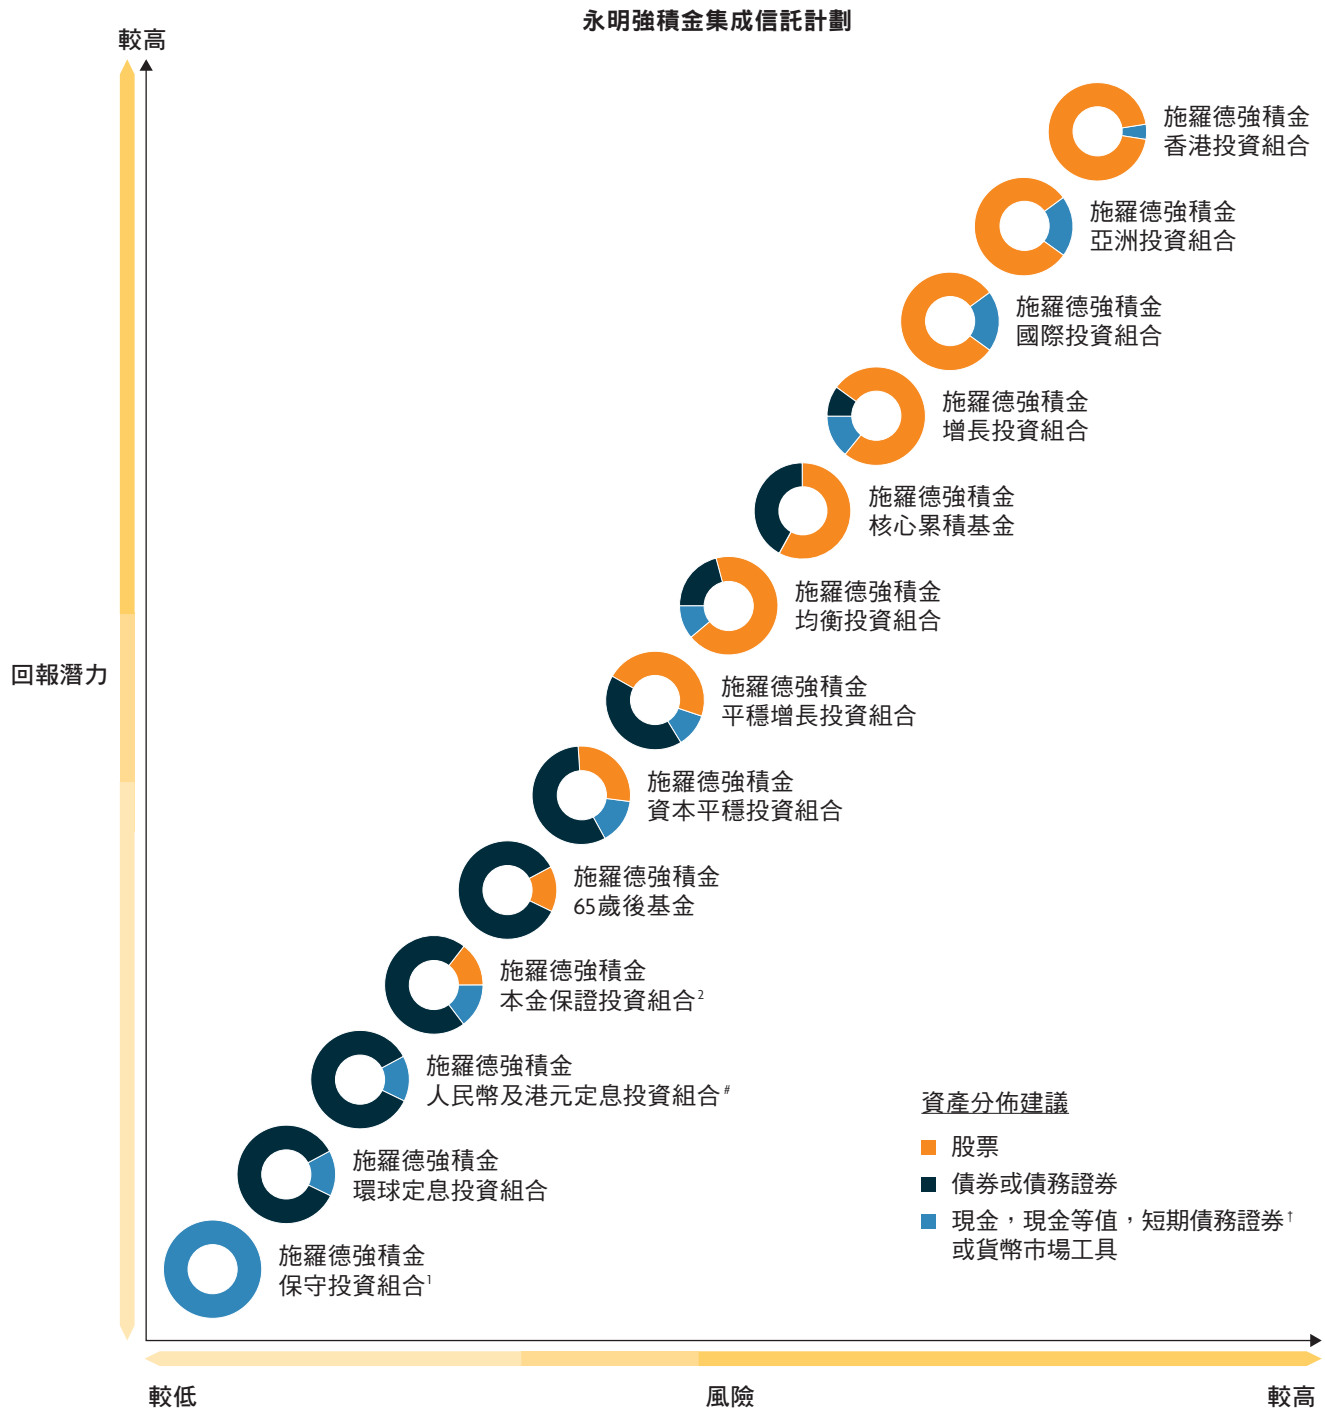 永明強積金集成信託計劃
較高
施羅德強積金
香港投資組合
施羅德強積金
亞洲投資組合
施羅德強積金
國際投資組合
施羅德強積金
增長投資組合
施羅德強積金
核心累積基金
施羅德強積金
均衡投資組合
回報潛力
施羅德強積金
平穩增長投資組合
施羅德強積金
資本平穩投資組合
施羅德強積金
65歲後基金
施羅德強積金
本金保證投資組合²
施羅德強積金
人民幣及港元定息投資組合#
施羅德強積金
環球定息投資組合
施羅德強積金
保守投資組合¹
資產分佈建議
股票
債券或債務證券
現金，現金等值，短期債務證券†
或貨幣市場工具
較低
風險
較高